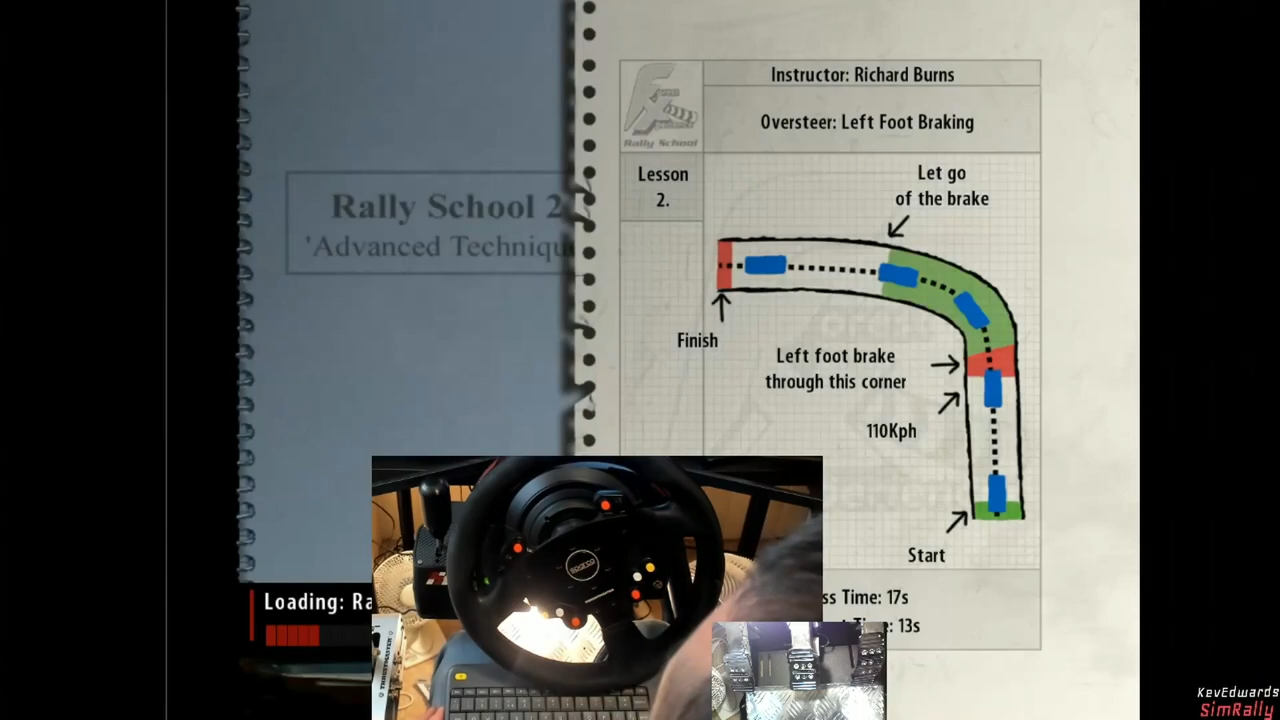 Instructor: Richard Burns
Oversteer: Left Foot Braking
Rally School
Lesson
2.
Let go
of the brake
Rally School 2
'Advanced Techniqu
Finish
Left foot brake
through this corner
110Kph
Start
Loading: Ra
ss Time: 17s
t Time: 13s
sparco
THRUSTMASTER
KevEdwards
SimRally